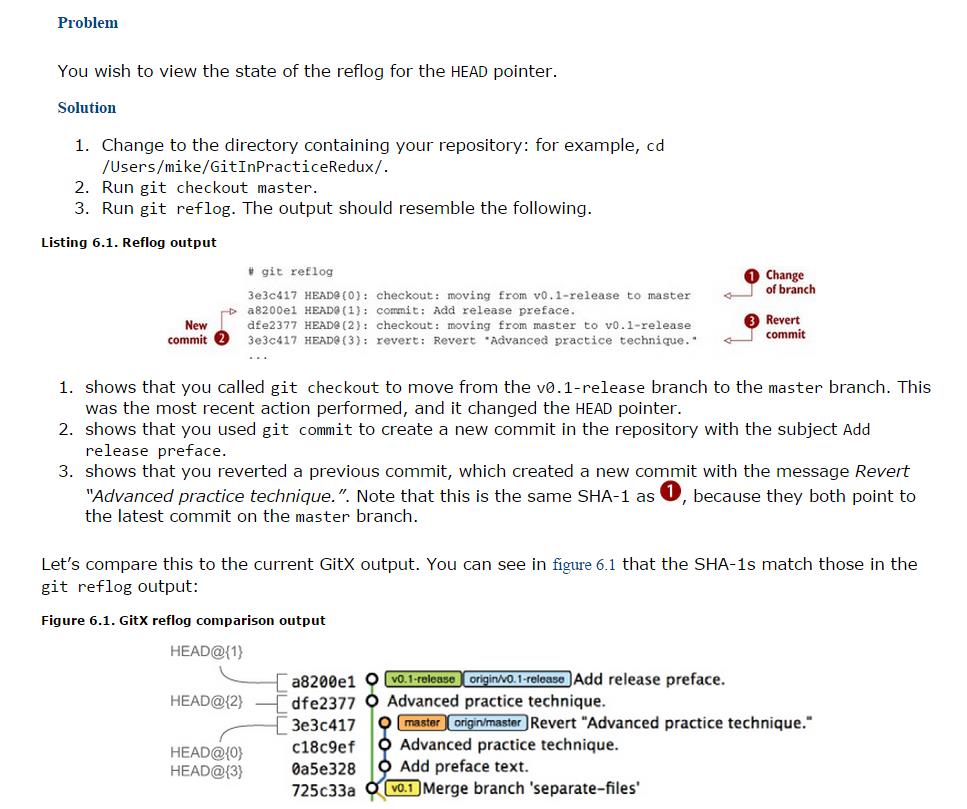 Problem
You wish to view the state of the reflog for the HEAD pointer.
Solution
1. Change to the directory containing your repository: for example, cd
/Users/mike/GitInPracticeRedux/.
2. Run git checkout master.
3. Run git reflog. The output should resemble the following.
Listing 6.1. Reflog output
# git reflog
3e3c417 HEAD@{0}: checkout: moving from v0.1-release to master
a8200e1 HEAD@{1}: commit: Add release preface.
dfe2377 HEAD@{2}: checkout: moving from master to v0.1-release
3e3c417 HEAD@{3}: revert: Revert "Advanced practice technique."
...
1 Change
of branch
New
commit 2
3 Revert
commit
1. shows that you called git checkout to move from the v0.1-release branch to the master branch. This
was the most recent action performed, and it changed the HEAD pointer.
2. shows that you used git commit to create a new commit in the repository with the subject Add
release preface.
3. shows that you reverted a previous commit, which created a new commit with the message Revert
“Advanced practice technique.”. Note that this is the same SHA-1 as 1, because they both point to
the latest commit on the master branch.
Let’s compare this to the current GitX output. You can see in figure 6.1 that the SHA-1s match those in the
git reflog output:
Figure 6.1. GitX reflog comparison output
HEAD@{1}
a8200e1 v0.1-release origin/v0.1-release Add release preface.
HEAD@{2} dfe2377 Advanced practice technique.
3e3c417 master origin/master Revert "Advanced practice technique."
HEAD@{0}
HEAD@{3}
c18c9ef Advanced practice technique.
0a5e328 Add preface text.
725c33a v0.1 Merge branch 'separate-files'